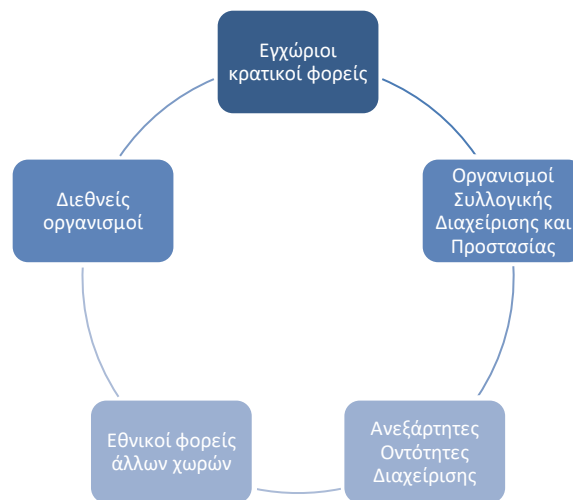 Εγχώριοι
κρατικοί φορείς
Οργανισμοί
Συλλογικής
Διαχείρισης και
Προστασίας
Ανεξάρτητες
Οντότητες
Διαχείρισης
Εθνικοί φορείς
άλλων χωρών
Διεθνείς
οργανισμοί